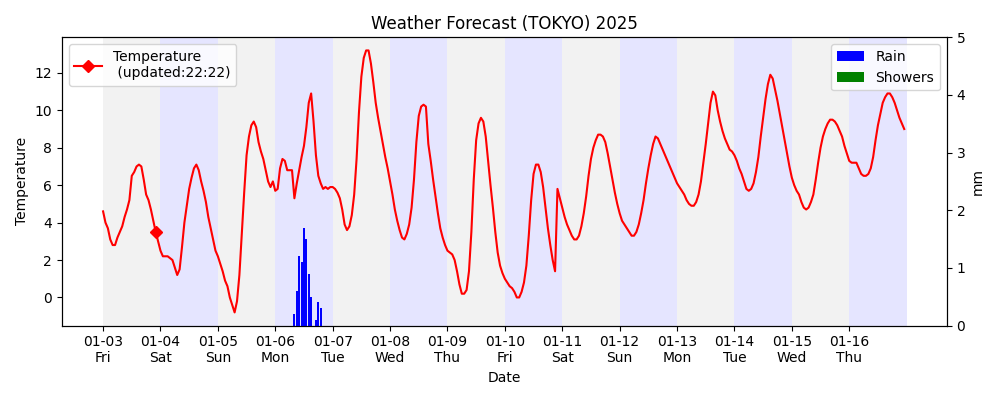 Weather Forecast (TOKYO) 2025
Temperature
(updated:22:22)
Rain
Showers
Temperature
12
10
8
6
4
2
0
5
4
3
2
1
0
mm
01-03 01-04 01-05 01-06 01-07 01-08 01-09 01-10 01-11 01-12 01-13 01-14 01-15 01-16
Fri Sat Sun Mon Tue Wed Thu Fri Sat Sun Mon Tue Wed Thu
Date